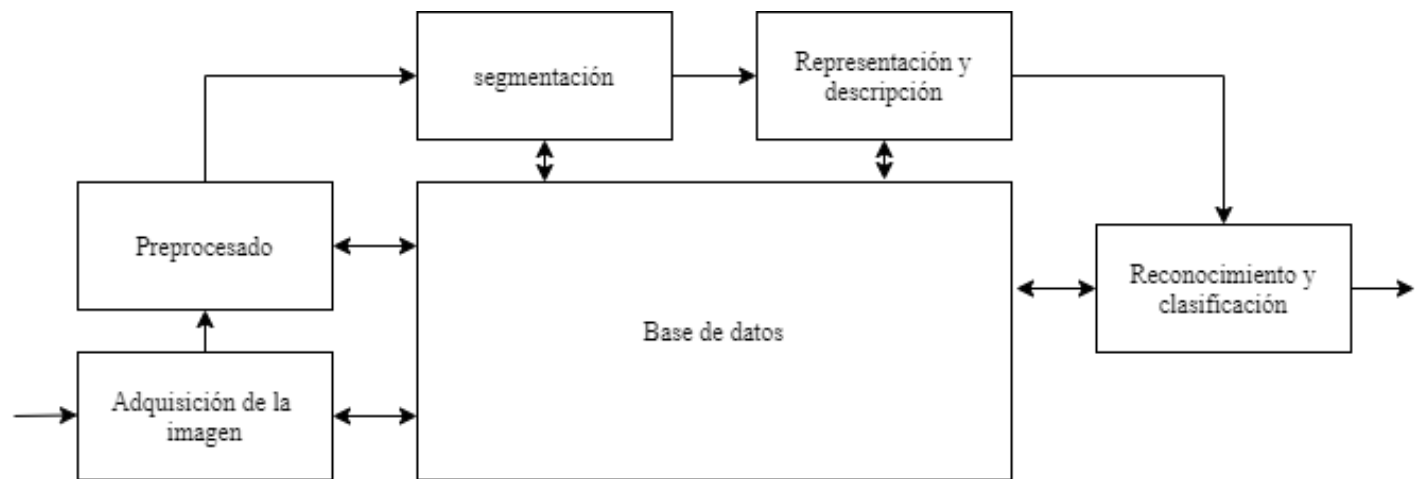 segmentación
Representación y
descripción
Preprocesado
Reconocimiento y
clasificación
Base de datos
Adquisición de la
imagen